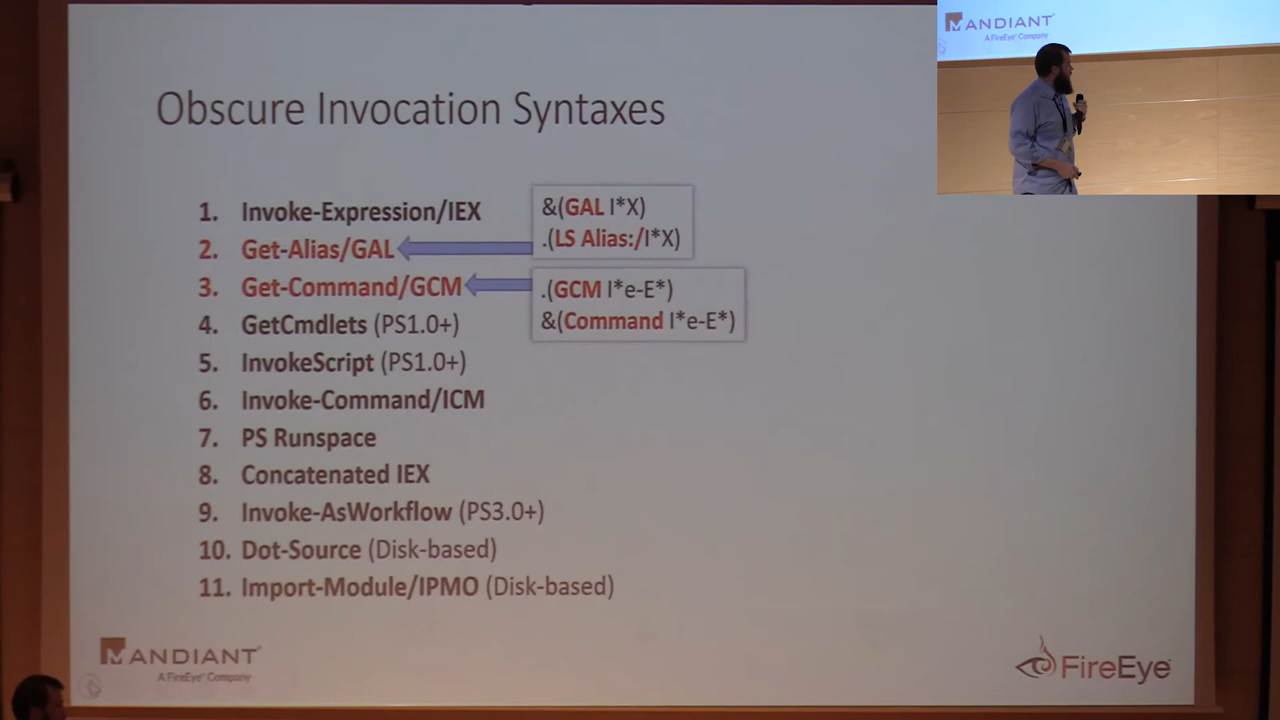 MANDIANT
A FireEye® Company
Obscure Invocation Syntaxes
1. Invoke-Expression/IEX
2. Get-Alias/GAL
3. Get-Command/GCM
4. GetCmdlets (PS1.0+)
5. InvokeScript (PS1.0+)
6. Invoke-Command/ICM
7. PS Runspace
8. Concatenated IEX
9. Invoke-AsWorkflow (PS3.0+)
10. Dot-Source (Disk-based)
11. Import-Module/IPMO (Disk-based)
&(GAL I*X)
.(LS Alias:/I*X)
.(GCM I*e-E*)
&(Command I*e-E*)
MANDIANT
A FireEye® Company
FireEye